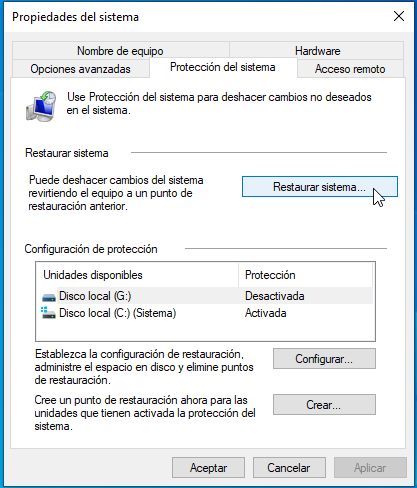 Propiedades del sistema
Nombre de equipo
Hardware
Opciones avanzadas
Protección del sistema
Acceso remoto
Use Protección del sistema para deshacer cambios no deseados
en el sistema.
Restaurar sistema
Puede deshacer cambios del sistema
revirtiendo el equipo a un punto de
restauración anterior.
Restaurar sistema...
Configuración de protección
Unidades disponibles
Protección
Disco local (G:)
Desactivada
Disco local (C:) (Sistema)
Activada
Establezca la configuración de restauración,
administre el espacio en disco y elimine puntos
de restauración.
Configurar...
Cree un punto de restauración ahora para las
unidades que tienen activada la protección del
sistema.
Crear...
Aceptar
Cancelar
Aplicar